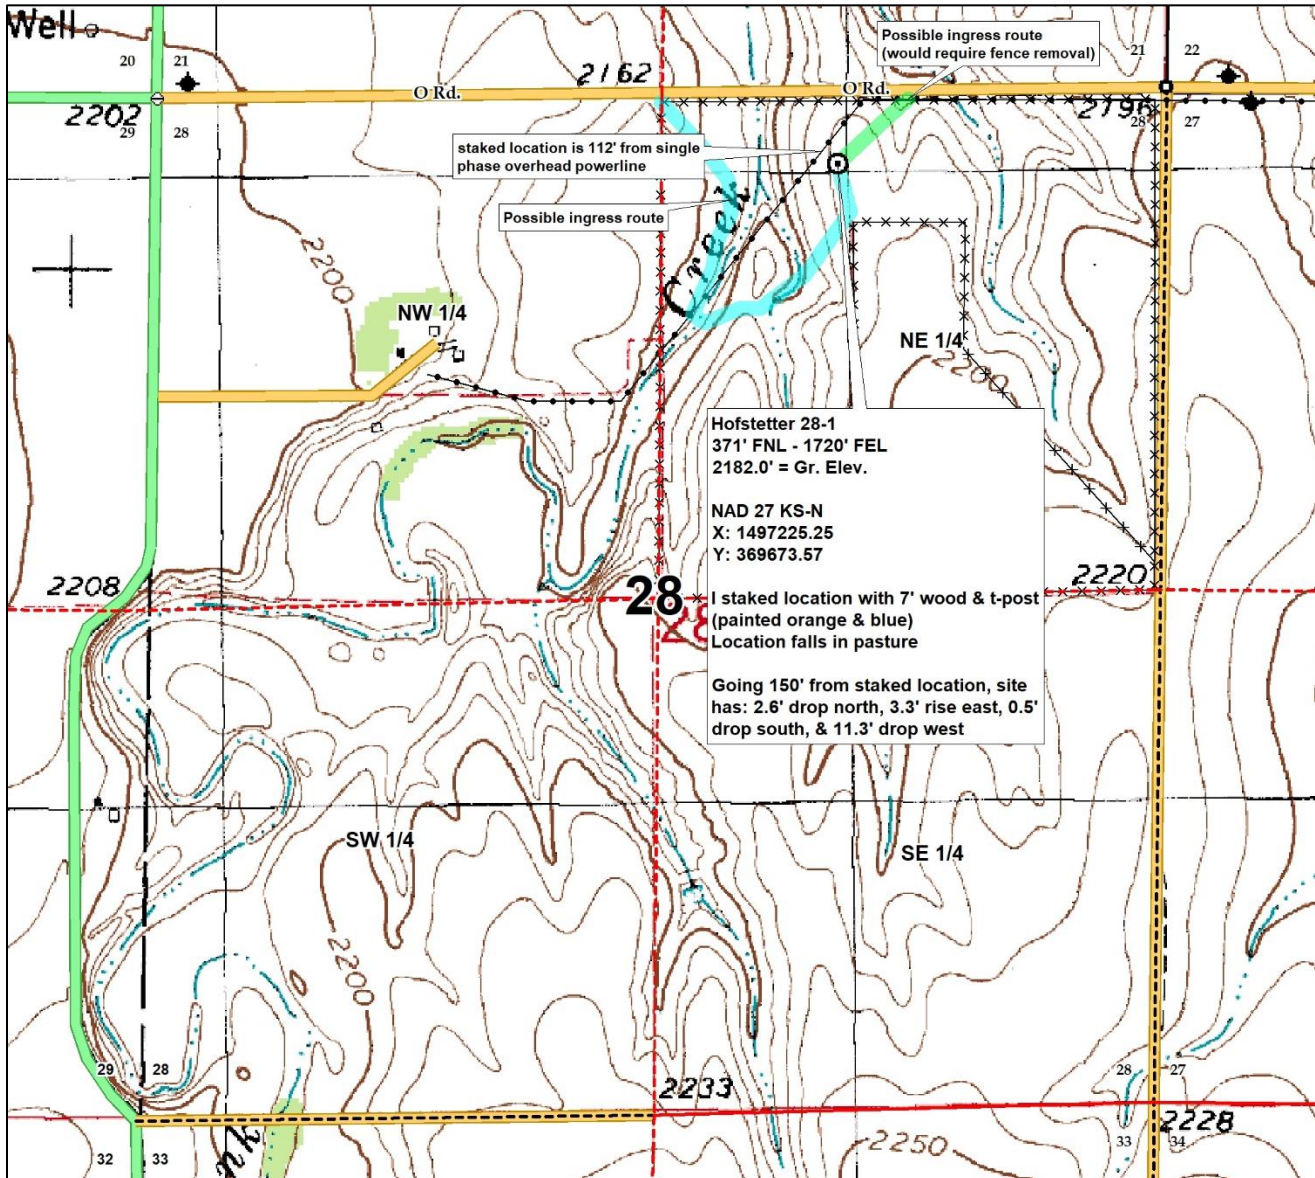 Well
20
21
21
22
2162
Possible ingress route
(would require fence removal)
O Rd.
O Rd.
2202
2196
29
28
28
27
staked location is 112' from single
phase overhead powerline
Possible ingress route
Creek
2200
NW 1/4
NE 1/4
2200
Hofstetter 28-1
371' FNL - 1720' FEL
2182.0' = Gr. Elev.
NAD 27 KS-N
X: 1497225.25
Y: 369673.57
I staked location with 7' wood & t-post
(painted orange & blue)
Location falls in pasture
Going 150' from staked location, site
has: 2.6' drop north, 3.3' rise east, 0.5'
drop south, & 11.3' drop west
2208
28
2220
SW 1/4
SE 1/4
2200
29
28
28
27
2233
2228
32
33
33
34
nk
2250